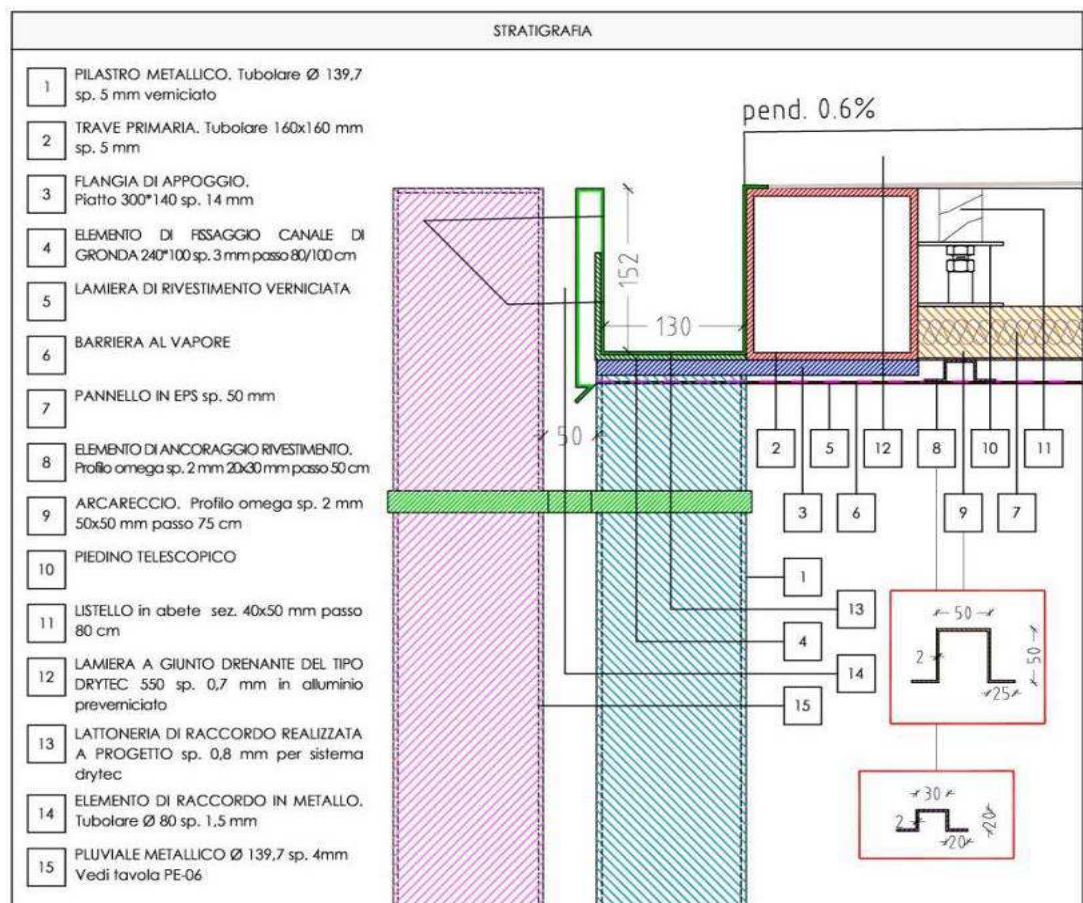 STRATIGRAFIA
1
PILASTRO METALLICO. Tubolare Ø 139,7
sp. 5 mm verniciato
2
TRAVE PRIMARIA. Tubolare 160x160 mm
sp. 5 mm
3
FLANGIA DI APPOGGIO.
Piatto 300*140 sp. 14 mm
4
ELEMENTO DI FISSAGGIO CANALE DI
GRONDA 240*100 sp. 3 mm passo 80/100 cm
5
LAMIERA DI RIVESTIMENTO VERNICIATA
6
BARRIERA AL VAPORE
7
PANNELLO IN EPS sp. 50 mm
8
ELEMENTO DI ANCORAGGIO RIVESTIMENTO.
Profilo omega sp. 2 mm 20x30 mm passo 50 cm
9
ARCARECCIO. Profilo omega sp. 2 mm
50x50 mm passo 75 cm
10
PIEDINO TELESCOPICO
11
LISTELLO in abete sez. 40x50 mm passo
80 cm
12
LAMIERA A GIUNTO DRENANTE DEL TIPO
DRYTEC 550 sp. 0,7 mm in alluminio
preverniciato
13
LATTONERIA DI RACCORDO REALIZZATA
A PROGETTO sp. 0,8 mm per sistema
drytec
14
ELEMENTO DI RACCORDO IN METALLO.
Tubolare Ø 80 sp. 1,5 mm
15
PLUVIALE METALLICO Ø 139,7 sp. 4mm
Vedi tavola PE-06
pend. 0.6%
152
130
50
2
5
12
8
10
11
3
6
9
7
1
13
4
14
15
50
2
50
25
30
2
20
20